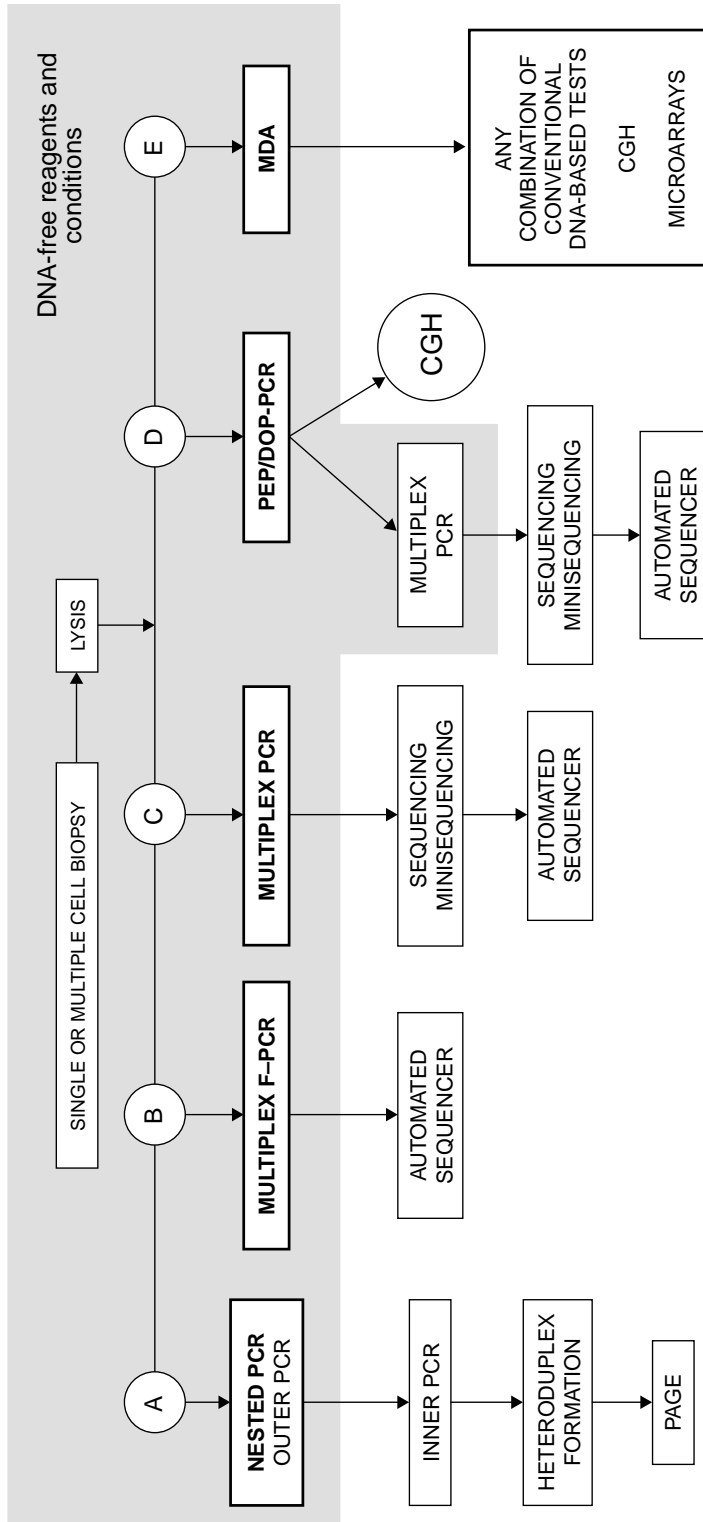 DNA-free reagents and
conditions
SINGLE OR MULTIPLE CELL BIOPSY
LYSIS
A
B
C
D
E
NESTED PCR
OUTER PCR
INNER PCR
HETERODUPLEX
FORMATION
PAGE
MULTIPLEX F–PCR
AUTOMATED
SEQUENCER
MULTIPLEX PCR
SEQUENCING
MINISEQUENCING
AUTOMATED
SEQUENCER
PEP/DOP-PCR
MULTIPLEX
PCR
CGH
SEQUENCING
MINISEQUENCING
AUTOMATED
SEQUENCER
MDA
ANY
COMBINATION OF
CONVENTIONAL
DNA-BASED TESTS
CGH
MICROARRAYS